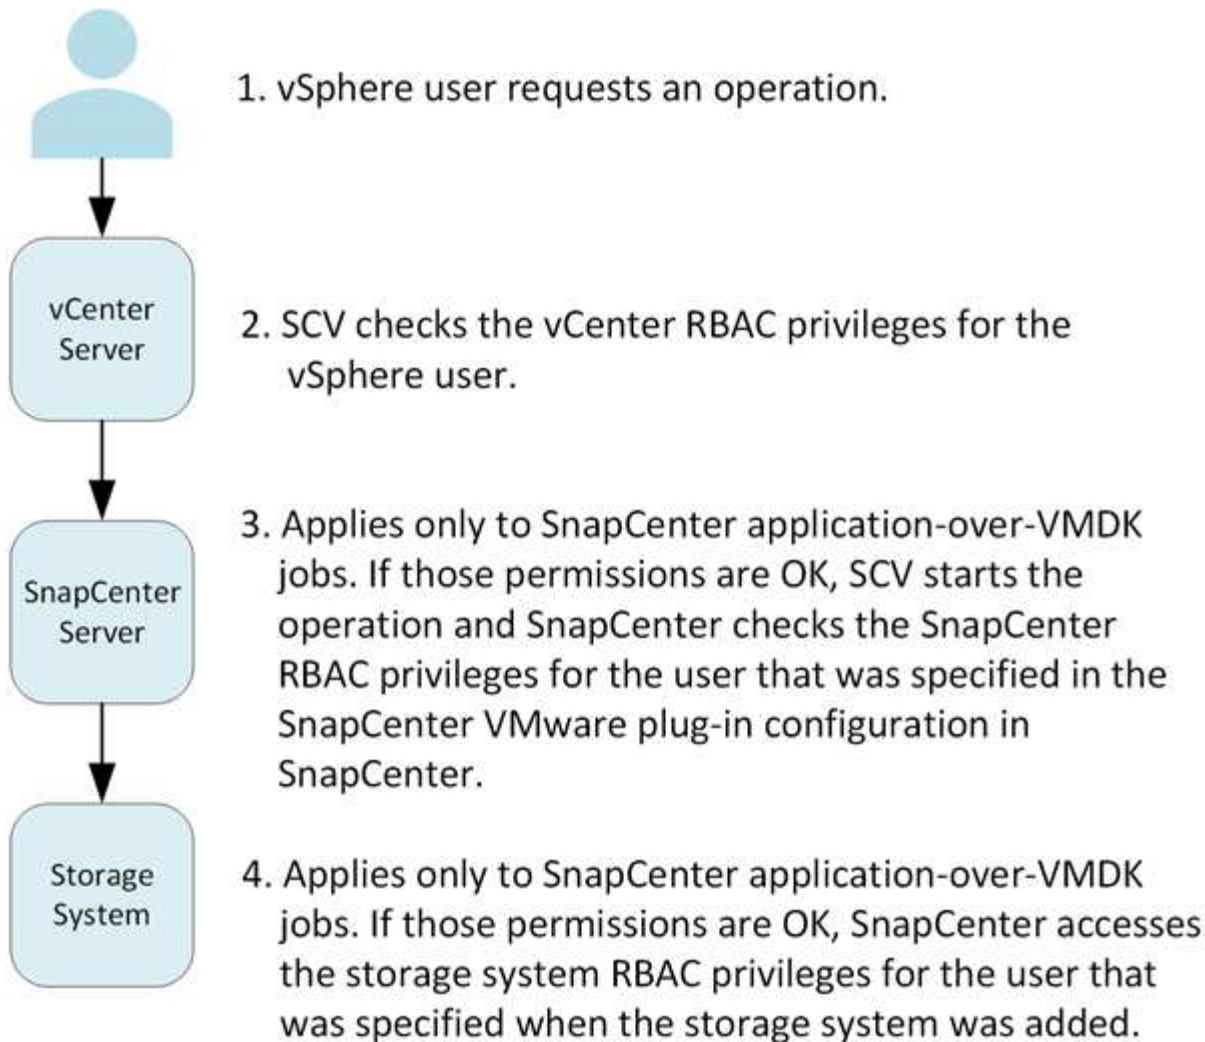 1. vSphere user requests an operation.
vCenter
Server
2. SCV checks the vCenter RBAC privileges for the
vSphere user.
SnapCenter
Server
3. Applies only to SnapCenter application-over-VMDK
jobs. If those permissions are OK, SCV starts the
operation and SnapCenter checks the SnapCenter
RBAC privileges for the user that was specified in the
SnapCenter VMware plug-in configuration in
SnapCenter.
Storage
System
4. Applies only to SnapCenter application-over-VMDK
jobs. If those permissions are OK, SnapCenter accesses
the storage system RBAC privileges for the user that
was specified when the storage system was added.